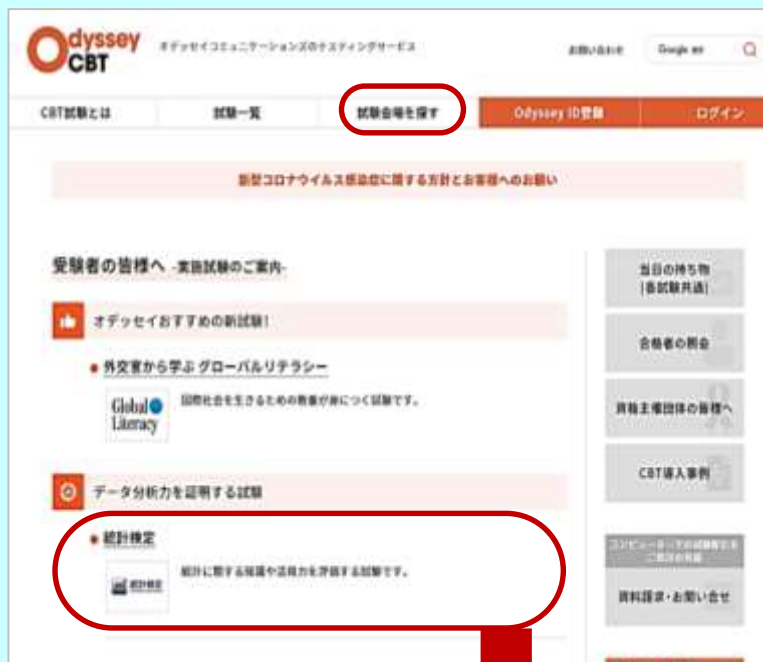 Odyssey
CBT
オデッセイコミュニケーションズのテスティングサービス
お問い合わせ
Google
CBT試験とは
試験一覧
試験会場を探す
Odyssey ID登録
ログイン
新型コロナウイルス感染症に関する方針とお客様へのお願い
受験者の皆様へ -実施試験のご案内-
オデッセイおすすめの新試験!
外交官から学ぶ グローバルリテラシー
Global
Literacy
国際社会を生きるための教養が身につく試験です。
データ分析力を証明する試験
統計検定
統計検定
統計に関する知識や活用力を評価する試験です。
当日の持ち物
(各試験共通)
合格者の照会
資格主催団体の皆様へ
CBT導入事例
資料請求・お問い合せ